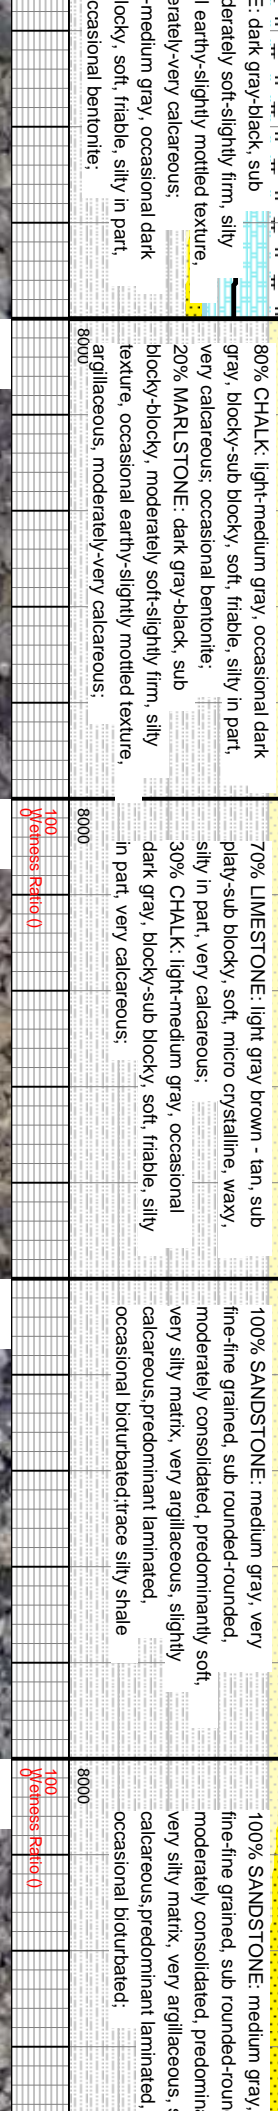 E: dark gray-black, sub
derately soft-slightly firm, silty
l earthy-slightly mottled texture,
erately-very calcareous;
-medium gray, occasional dark
locky, soft, friable, silty in part,
ccasional bentonite;
80% CHALK: light-medium gray, occasional dark
gray, blocky-sub blocky, soft, friable, silty in part,
very calcareous; occasional bentonite;
20% MARLSTONE: dark gray-black, sub
blocky-blocky, moderately soft-slightly firm, silty
texture, occasional earthy-slightly mottled texture,
argillaceous, moderately-very calcareous;
8000
70% LIMESTONE: light gray brown - tan, sub
platy-sub blocky, soft, micro crystalline, waxy,
silty in part, very calcareous;
30% CHALK: light-medium gray, occasional
dark gray, blocky-sub blocky, soft, friable, silty
in part, very calcareous;
8000
100
Wetness Ratio ()
0
100% SANDSTONE: medium gray, very
fine-fine grained, sub rounded-rounded,
moderately consolidated, predominantly soft,
very silty matrix, very argillaceous, slightly
calcareous,predominant laminated,
occasional bioturbated;trace silty shale
100% SANDSTONE: medium gray,
fine-fine grained, sub rounded-roun
moderately consolidated, predomina
very silty matrix, very argillaceous, s
calcareous,predominant laminated,
occasional bioturbated;
8000
100
Wetness Ratio ()
0